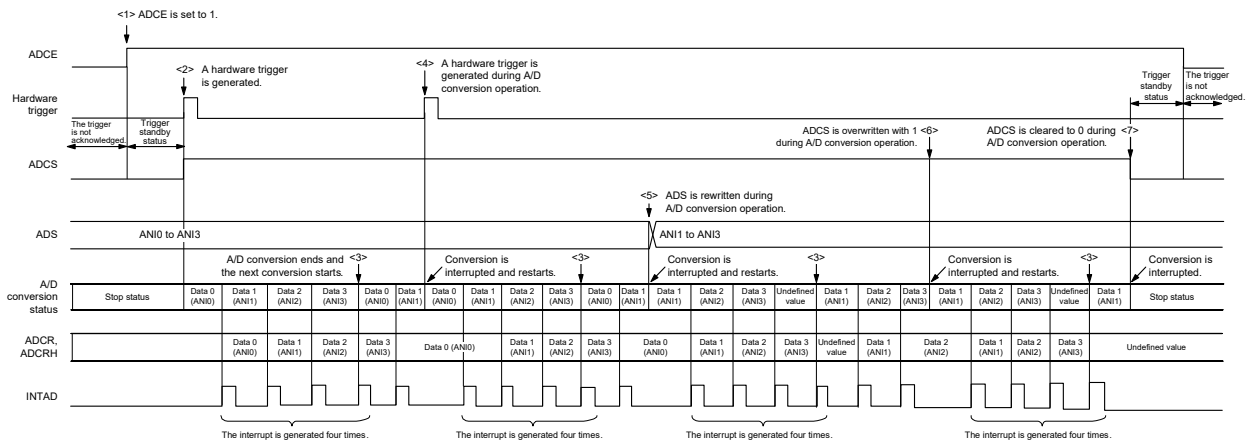 <1> ADCE is set to 1.
ADCE
<2> A hardware trigger
is generated.
<4> A hardware trigger is
generated during A/D
conversion operation.
Trigger
standby
status
The trigger
is not
acknowledged.
Hardware
trigger
The trigger
is not
acknowledged.
Trigger
standby
status
ADCS is overwritten with 1 <6>
during A/D conversion operation.
ADCS is cleared to 0 during <7>
A/D conversion operation.
ADCS
<5> ADS is rewritten during
A/D conversion operation.
ADS
ANI0 to ANI3
ANI1 to ANI3
A/D conversion ends and <3>
the next conversion starts.
Conversion is
interrupted and restarts.
<3>
Conversion is
interrupted and restarts.
<3>
Conversion is
interrupted and restarts.
<3>
Conversion is
interrupted.
A/D
conversion
status
Stop status
Data 0
(ANI0)
Data 1
(ANI1)
Data 2
(ANI2)
Data 3
(ANI3)
Data 0
(ANI0)
Data 1
(ANI1)
Data 0
(ANI0)
Data 1
(ANI1)
Data 2
(ANI2)
Data 3
(ANI3)
Data 0
(ANI0)
Data 1
(ANI1)
Data 1
(ANI1)
Data 2
(ANI2)
Data 3
(ANI3)
Undefined
value
Data 1
(ANI1)
Data 2
(ANI2)
Data 3
(ANI3)
Data 1
(ANI1)
Data 2
(ANI2)
Data 3
(ANI3)
Undefined
value
Data 1
(ANI1)
Stop status
ADCR,
ADCRH
Data 0
(ANI0)
Data 1
(ANI1)
Data 2
(ANI2)
Data 3
(ANI3)
Data 0 (ANI0)
Data 1
(ANI1)
Data 2
(ANI2)
Data 3
(ANI3)
Data 0
(ANI0)
Data 1
(ANI1)
Data 2
(ANI2)
Data 3
(ANI3)
Undefined
value
Data 1
(ANI1)
Data 2
(ANI2)
Data 1
(ANI1)
Data 2
(ANI2)
Data 3
(ANI3)
Undefined value
INTAD
The interrupt is generated four times.
The interrupt is generated four times.
The interrupt is generated four times.
The interrupt is generated four times.